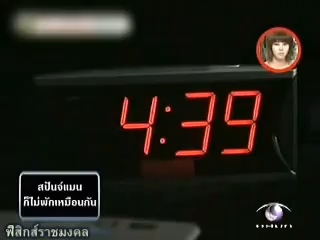 4:39
สปันจ์แมน
ก็ไม่พักเหมือนกัน
ฟิสิกส์ราชมงคล